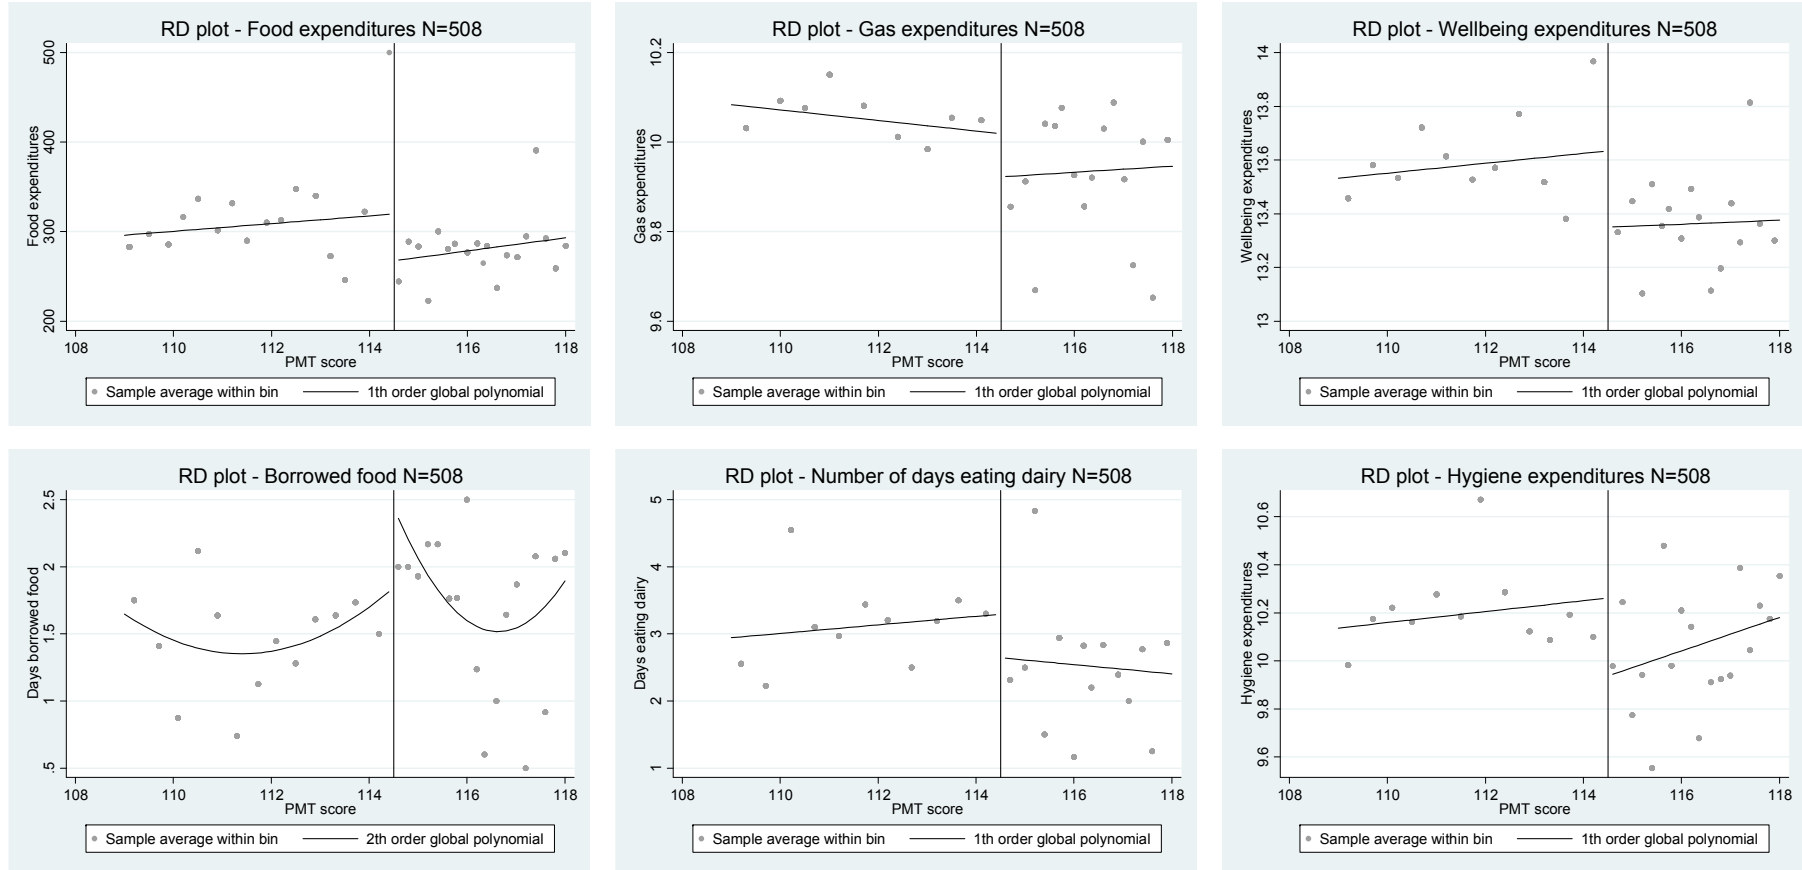 RD plot - Food expenditures N=508
500
400
300
200
Food expenditures
108 110 112 114 116 118
PMT score
Sample average within bin 1th order global polynomial
RD plot - Gas expenditures N=508
10.2
10
9.8
9.6
Gas expenditures
108 110 112 114 116 118
PMT score
Sample average within bin 1th order global polynomial
RD plot - Wellbeing expenditures N=508
14
13.8
13.6
13.4
13.2
13
Wellbeing expenditures
108 110 112 114 116 118
PMT score
Sample average within bin 1th order global polynomial
RD plot - Borrowed food N=508
2.5
2
1.5
1
.5
Days borrowed food
108 110 112 114 116 118
PMT score
Sample average within bin 2th order global polynomial
RD plot - Number of days eating dairy N=508
5
4
3
2
1
Days eating dairy
108 110 112 114 116 118
PMT score
Sample average within bin 1th order global polynomial
RD plot - Hygiene expenditures N=508
10.6
10.4
10.2
10
9.8
9.6
Hygiene expenditures
108 110 112 114 116 118
PMT score
Sample average within bin 1th order global polynomial